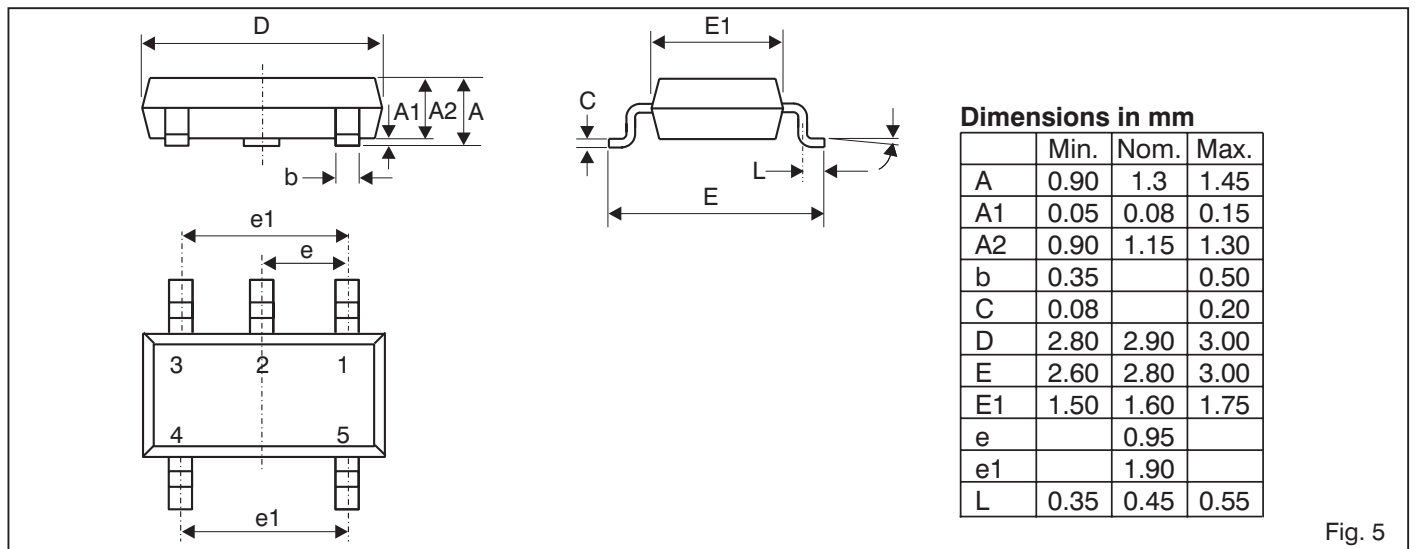 D
A1 A2 A
b
E1
C
L
E
e1
e
3 2 1
4 5
e1
Dimensions in mm
Min. Nom. Max.
A 0.90 1.3 1.45
A1 0.05 0.08 0.15
A2 0.90 1.15 1.30
b 0.35 0.50
C 0.08 0.20
D 2.80 2.90 3.00
E 2.60 2.80 3.00
E1 1.50 1.60 1.75
e 0.95
e1 1.90
L 0.35 0.45 0.55
Fig. 5